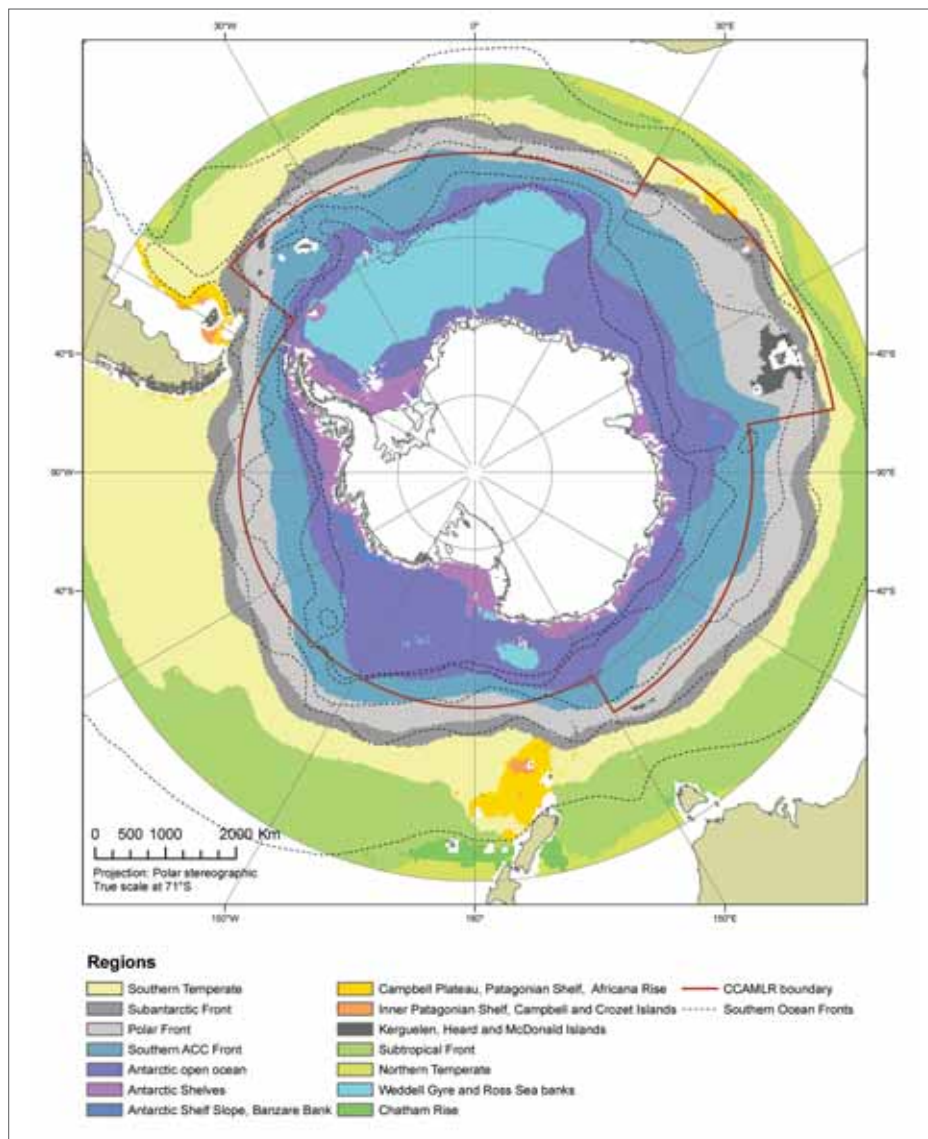 30°W 0° 30°E
40°S 40°S
90°W 90°E
40°S 40°S
0 500 1000 2000 Km
Projection: Polar stereographic
True scale at 71°S
150°W 180° 150°E
Regions
Southern Temperate
Subantarctic Front
Polar Front
Southern ACC Front
Antarctic open ocean
Antarctic Shelves
Antarctic Shelf Slope, Banzare Bank
Campbell Plateau, Patagonian Shelf, Africana Rise
Inner Patagonian Shelf, Campbell and Crozet Islands
Kerguelen, Heard and McDonald Islands
Subtropical Front
Northern Temperate
Weddell Gyre and Ross Sea banks
Chatham Rise
CCAMLR boundary
Southern Ocean Fronts